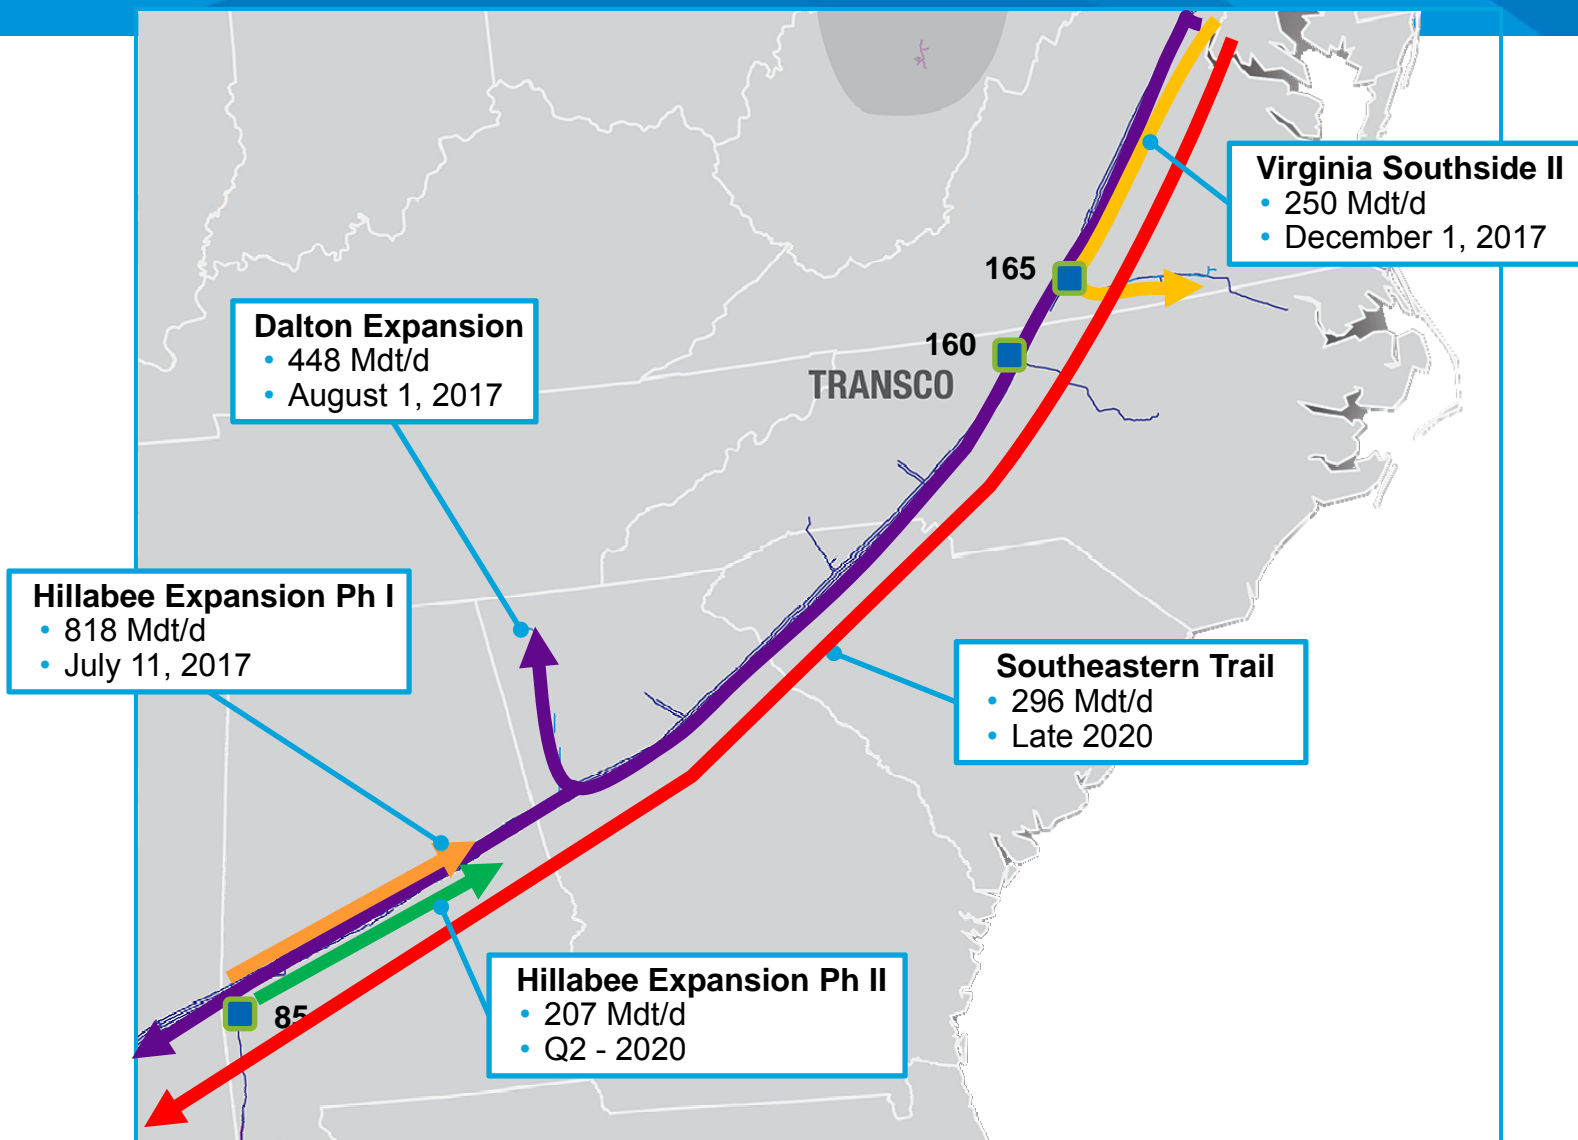 Virginia Southside II
• 250 Mdt/d
• December 1, 2017
165
Dalton Expansion
• 448 Mdt/d
• August 1, 2017
160
TRANSCO
Hillabee Expansion Ph I
• 818 Mdt/d
• July 11, 2017
Southeastern Trail
• 296 Mdt/d
• Late 2020
Hillabee Expansion Ph II
• 207 Mdt/d
• Q2 - 2020
85